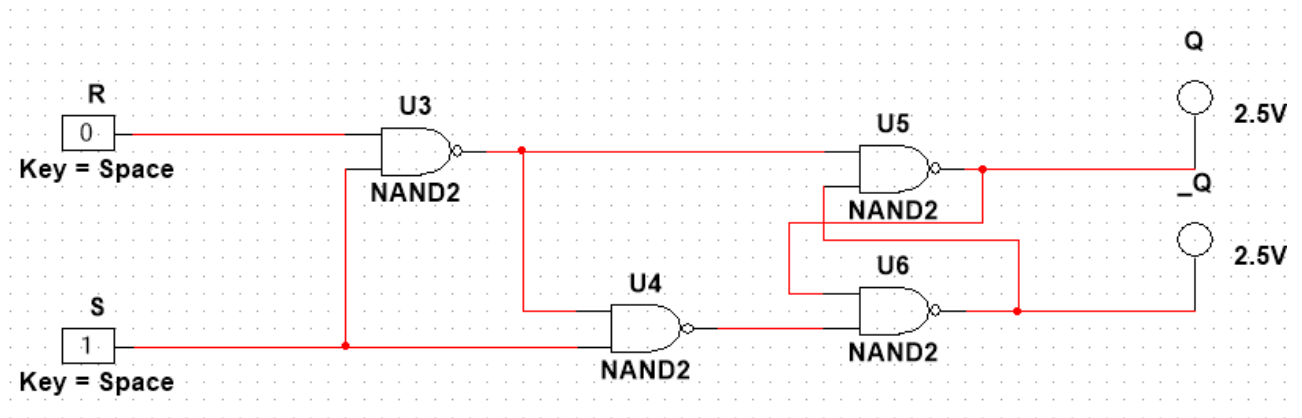 Q
R
U3
2.5V
0
U5
Key = Space
_Q
NAND2
NAND2
2.5V
U4
U6
S
1
NAND2
NAND2
Key = Space